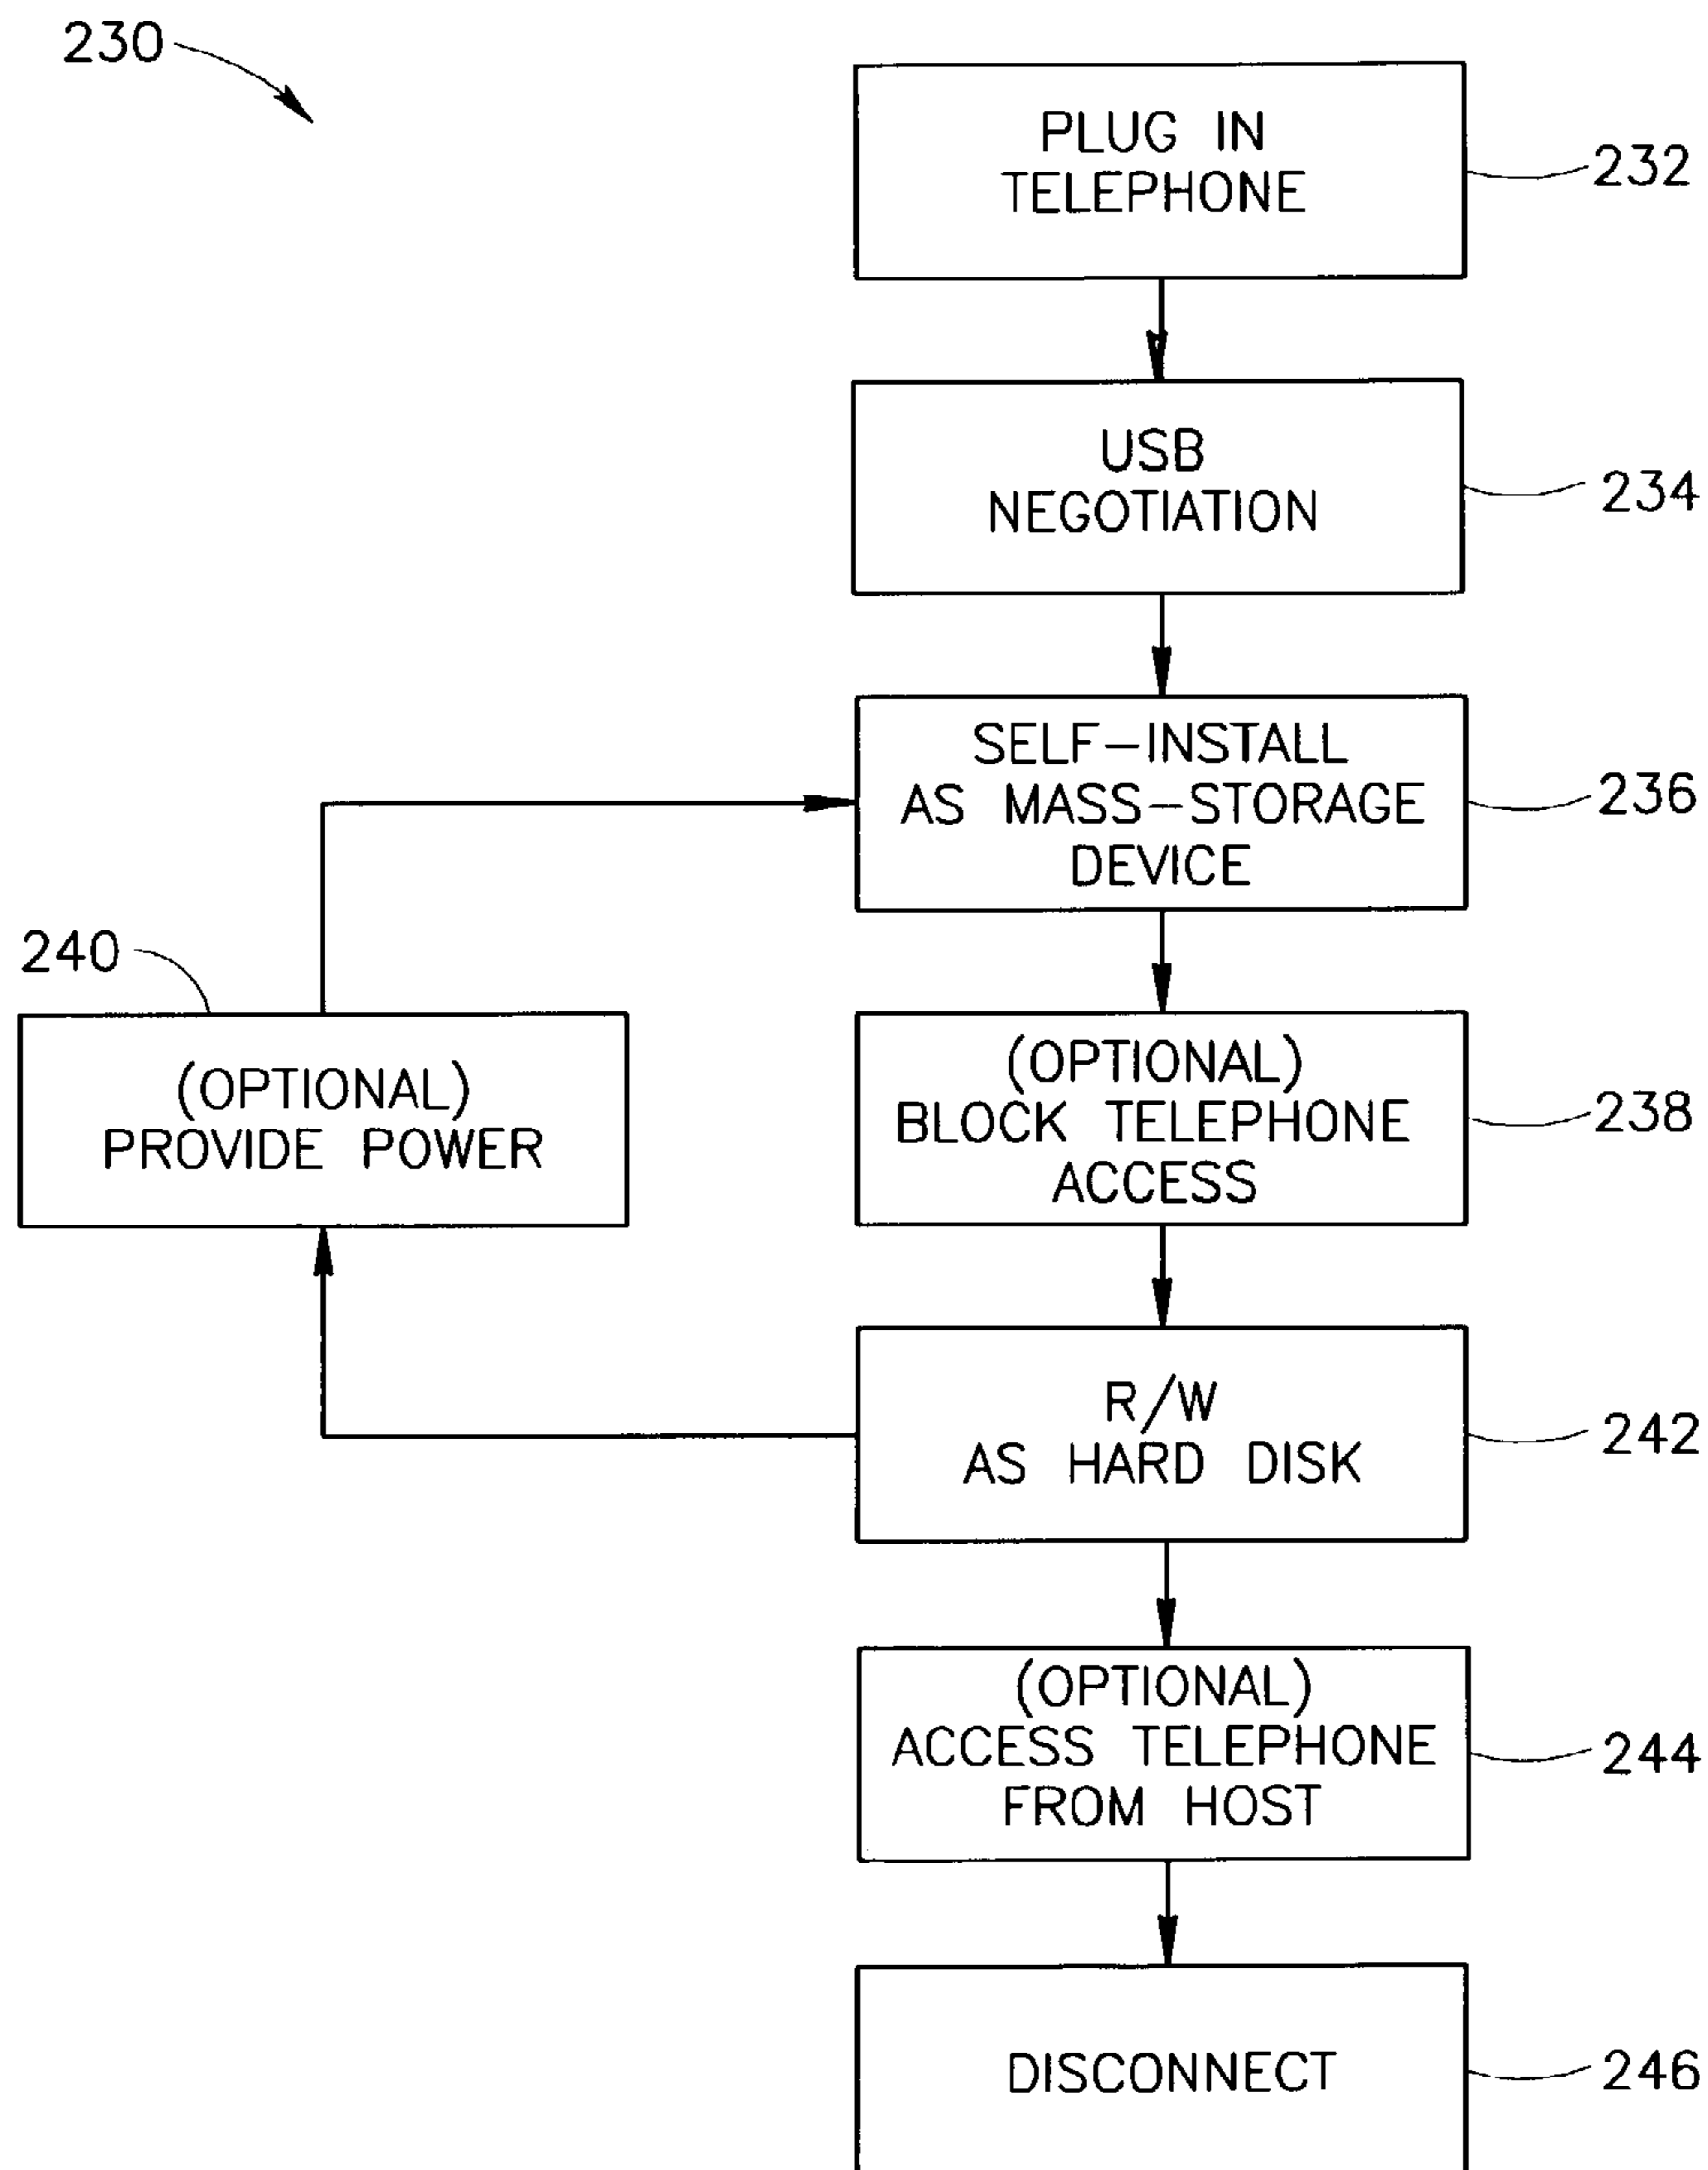 230
PLUG IN
TELEPHONE
232
USB
NEGOTIATION
234
SELF-INSTALL
AS MASS-STORAGE
DEVICE
236
240
(OPTIONAL)
PROVIDE POWER
(OPTIONAL)
BLOCK TELEPHONE
ACCESS
238
R/W
AS HARD DISK
242
(OPTIONAL)
ACCESS TELEPHONE
FROM HOST
244
DISCONNECT
246